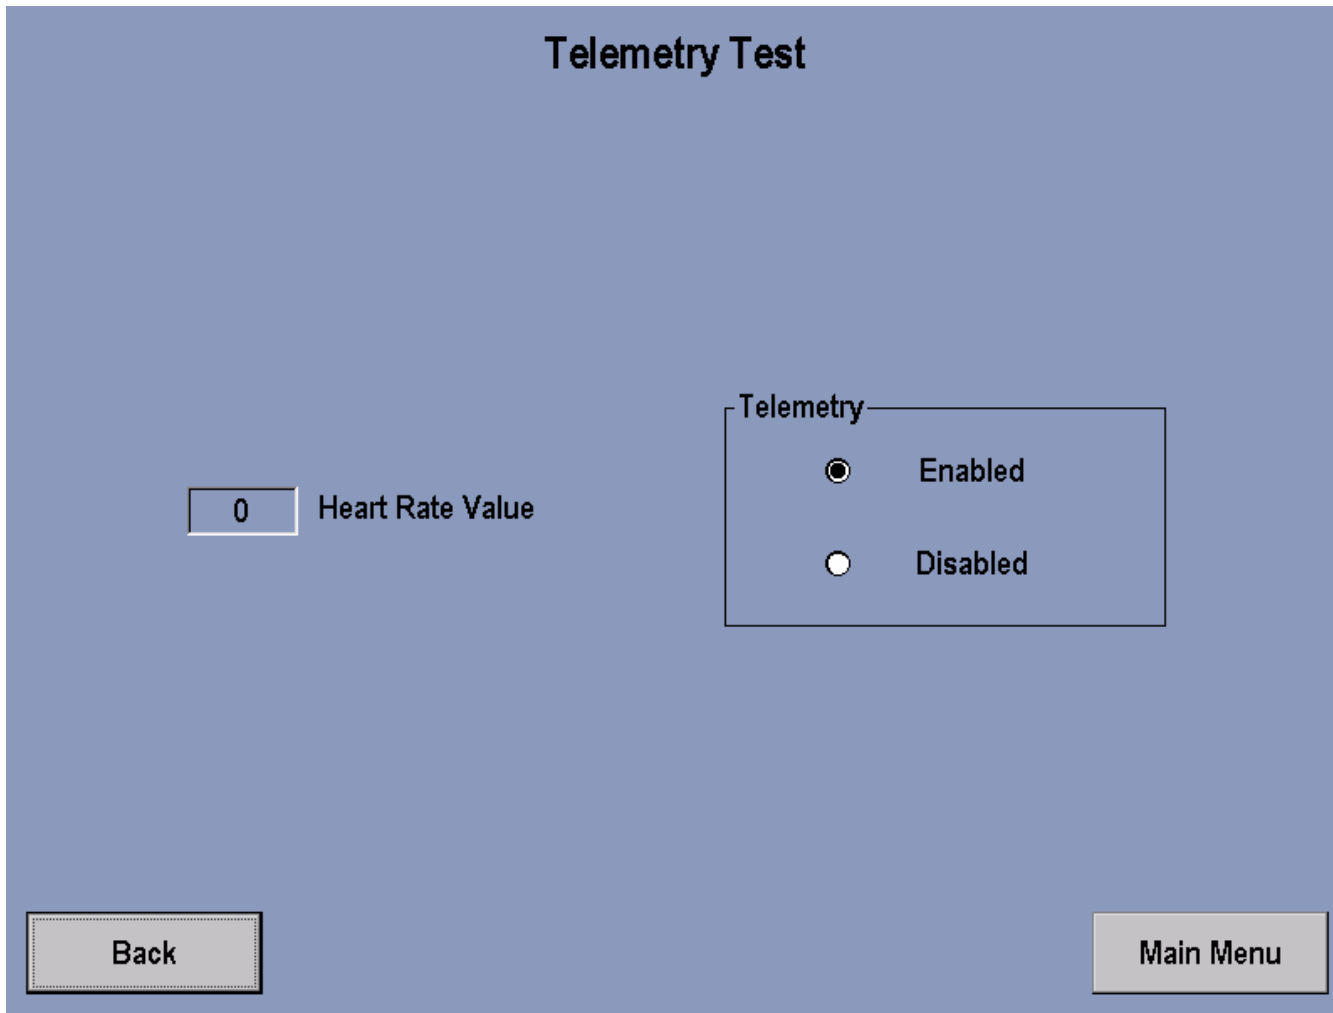 Telemetry Test
Telemetry
Enabled
0 Heart Rate Value
Disabled
Back
Main Menu